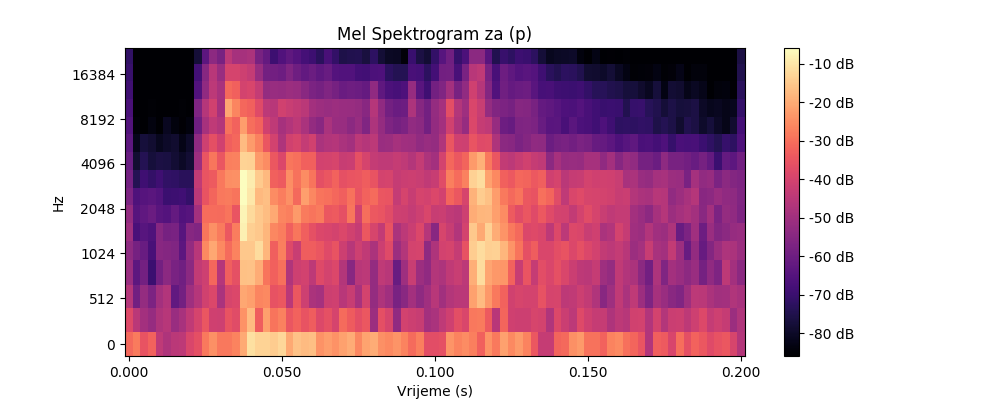 Mel Spektrogram za (p)
Hz
16384
8192
4096
2048
1024
512
0
0.000 0.050 0.100 0.150 0.200
Vrijeme (s)
-10 dB
-20 dB
-30 dB
-40 dB
-50 dB
-60 dB
-70 dB
-80 dB